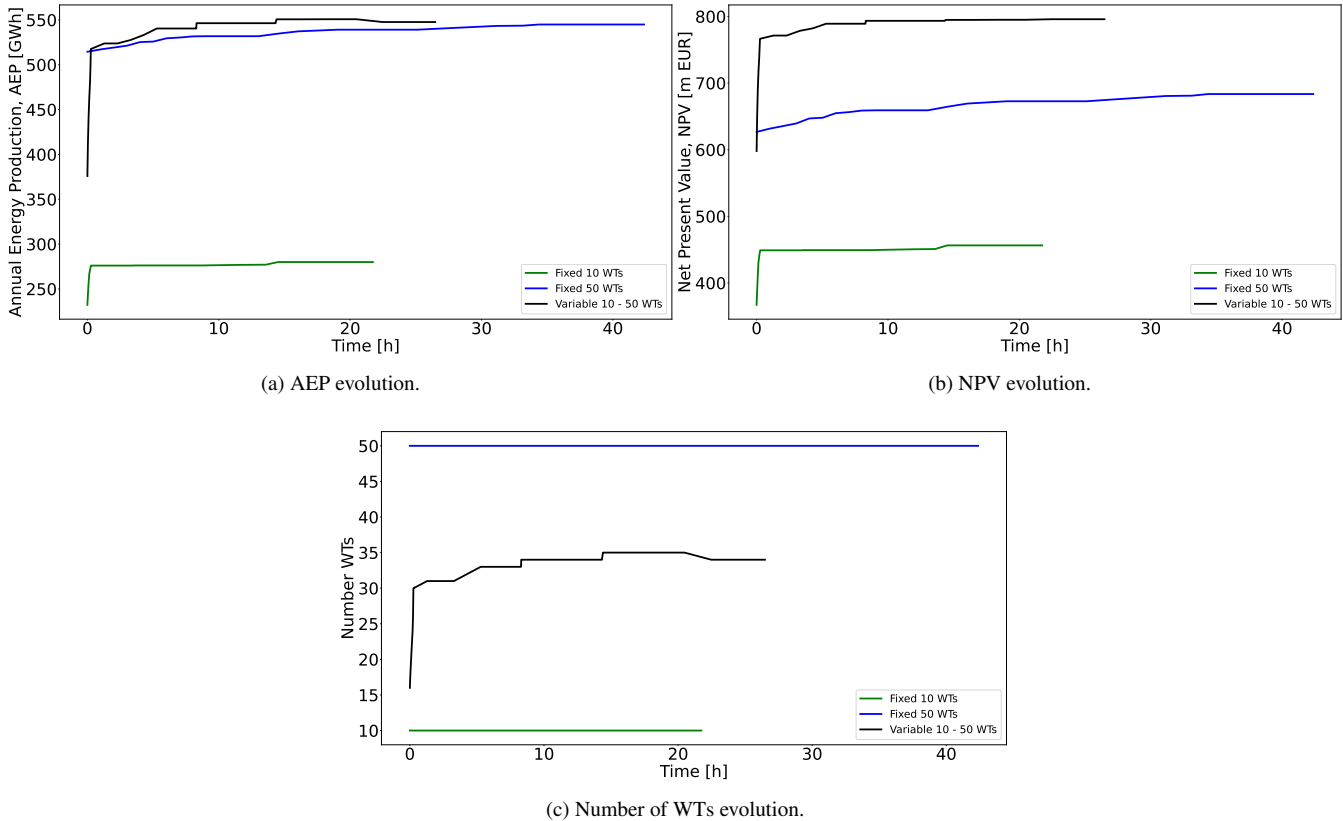 Annual Energy Production, AEP [GWh]
550
500
450
400
350
300
250
0 10 20 30 40
Time [h]
Fixed 10 WTs
Fixed 50 WTs
Variable 10 - 50 WTs
(a) AEP evolution.
Net Present Value, NPV [m EUR]
800
700
600
500
400
0 10 20 30 40
Time [h]
Fixed 10 WTs
Fixed 50 WTs
Variable 10 - 50 WTs
(b) NPV evolution.
Number WTs
50
45
40
35
30
25
20
15
10
0 10 20 30 40
Time [h]
Fixed 10 WTs
Fixed 50 WTs
Variable 10 - 50 WTs
(c) Number of WTs evolution.